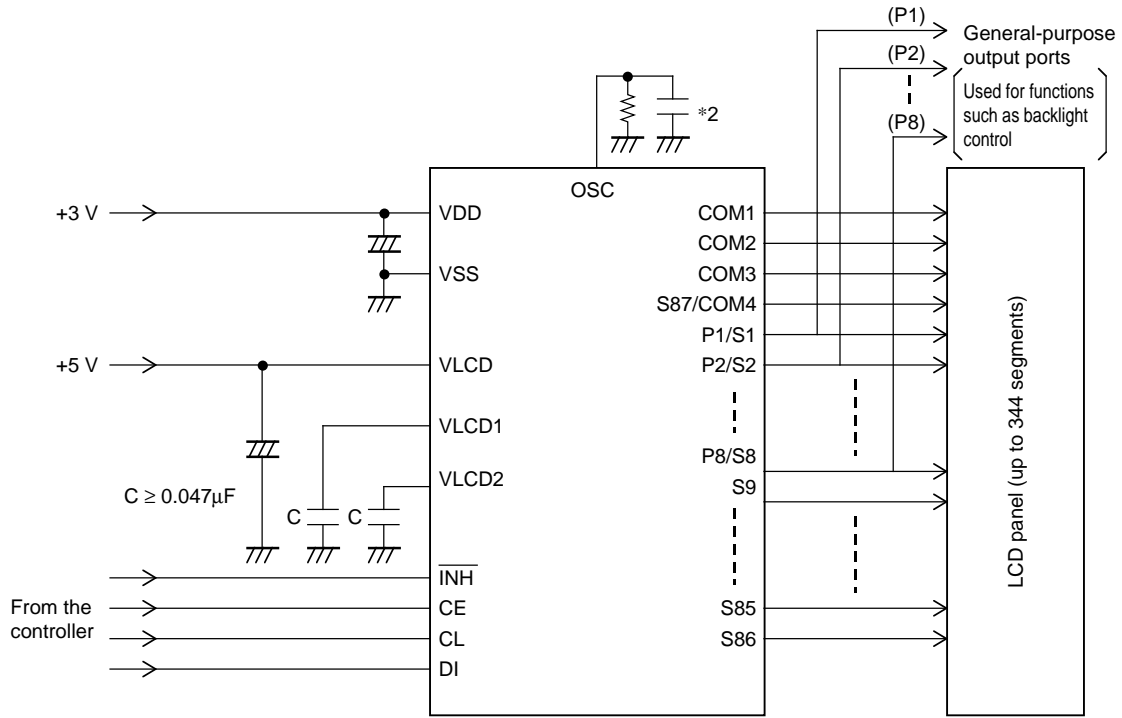 (P1)
General-purpose
output ports
(P2)
Used for functions
such as backlight
control
(P8)
*2
OSC
+3 V
VDD
VSS
+5 V
VLCD
VLCD1
VLCD2
C ≥ 0.047μF
C
C
INH
From the
controller
CE
CL
DI
COM1
COM2
COM3
S87/COM4
P1/S1
P2/S2
P8/S8
S9
S85
S86
LCD panel (up to 344 segments)